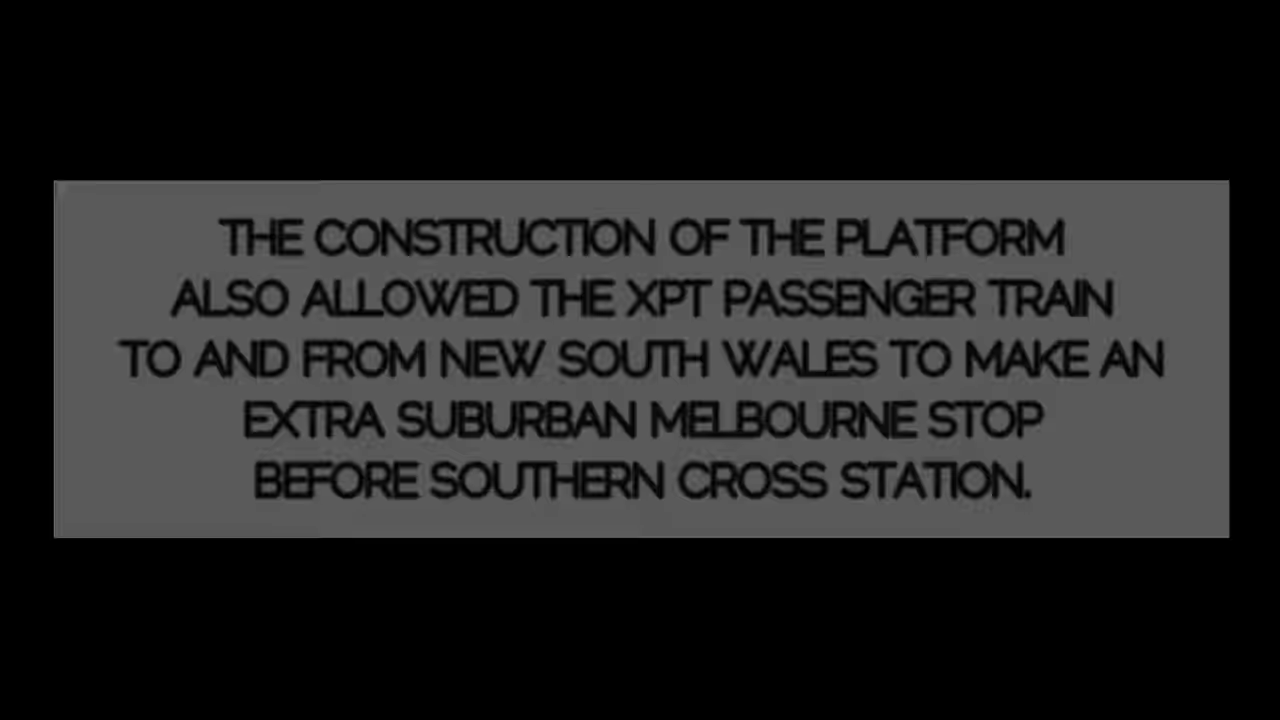 THE CONSTRUCTION OF THE PLATFORM
ALSO ALLOWED THE XPT PASSENGER TRAIN
TO AND FROM NEW SOUTH WALES TO MAKE AN
EXTRA SUBURBAN MELBOURNE STOP
BEFORE SOUTHERN CROSS STATION.